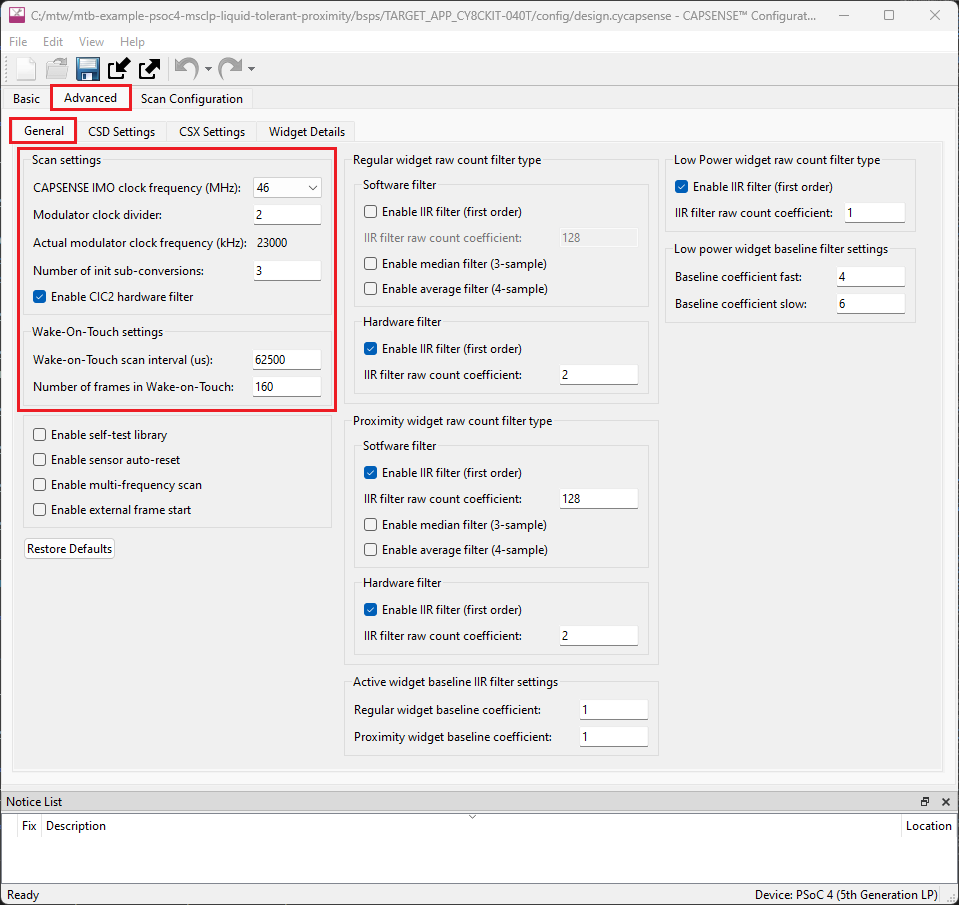 C:/mtw/mtb-example-psoc4-msclp-liquid-tolerant-proximity/bsps/TARGET_APP_CY8CKIT-040T/config/design.cycapsense - CAPSENSE™ Configurat...
File Edit View Help
Basic Advanced Scan Configuration
General CSD Settings CSX Settings Widget Details
Scan settings
CAPSENSE IMO clock frequency (MHz): 46
Modulator clock divider: 2
Actual modulator clock frequency (kHz): 23000
Number of init sub-conversions: 3
Enable CIC2 hardware filter
Wake-On-Touch settings
Wake-on-Touch scan interval (us): 62500
Number of frames in Wake-on-Touch: 160
Enable self-test library
Enable sensor auto-reset
Enable multi-frequency scan
Enable external frame start
Restore Defaults
Regular widget raw count filter type
Software filter
Enable IIR filter (first order)
IIR filter raw count coefficient: 128
Enable median filter (3-sample)
Enable average filter (4-sample)
Hardware filter
Enable IIR filter (first order)
IIR filter raw count coefficient: 2
Proximity widget raw count filter type
Sotfware filter
Enable IIR filter (first order)
IIR filter raw count coefficient: 128
Enable median filter (3-sample)
Enable average filter (4-sample)
Hardware filter
Enable IIR filter (first order)
IIR filter raw count coefficient: 2
Active widget baseline IIR filter settings
Regular widget baseline coefficient: 1
Proximity widget baseline coefficient: 1
Low Power widget raw count filter type
Enable IIR filter (first order)
IIR filter raw count coefficient: 1
Low power widget baseline filter settings
Baseline coefficient fast: 4
Baseline coefficient slow: 6
Notice List
Fix Description Location
Ready Device: PSoC 4 (5th Generation LP)